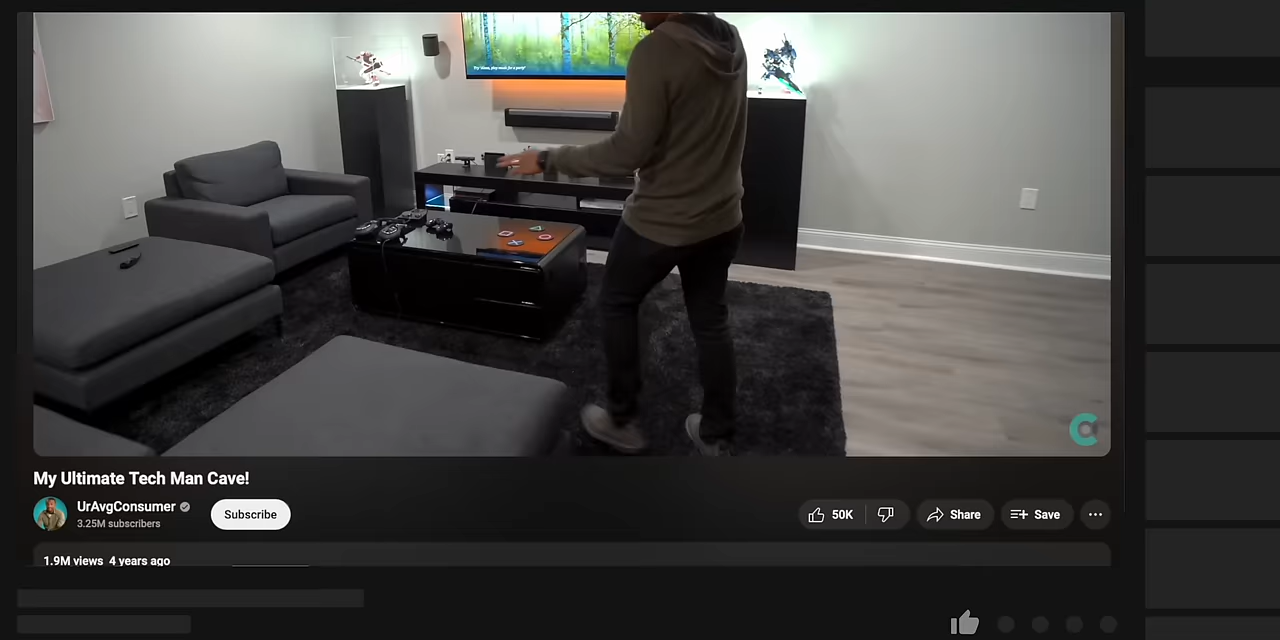 My Ultimate Tech Man Cave!
UrAvgConsumer
3.25M subscribers
Subscribe
50K
Share
Save
1.9M views 4 years ago